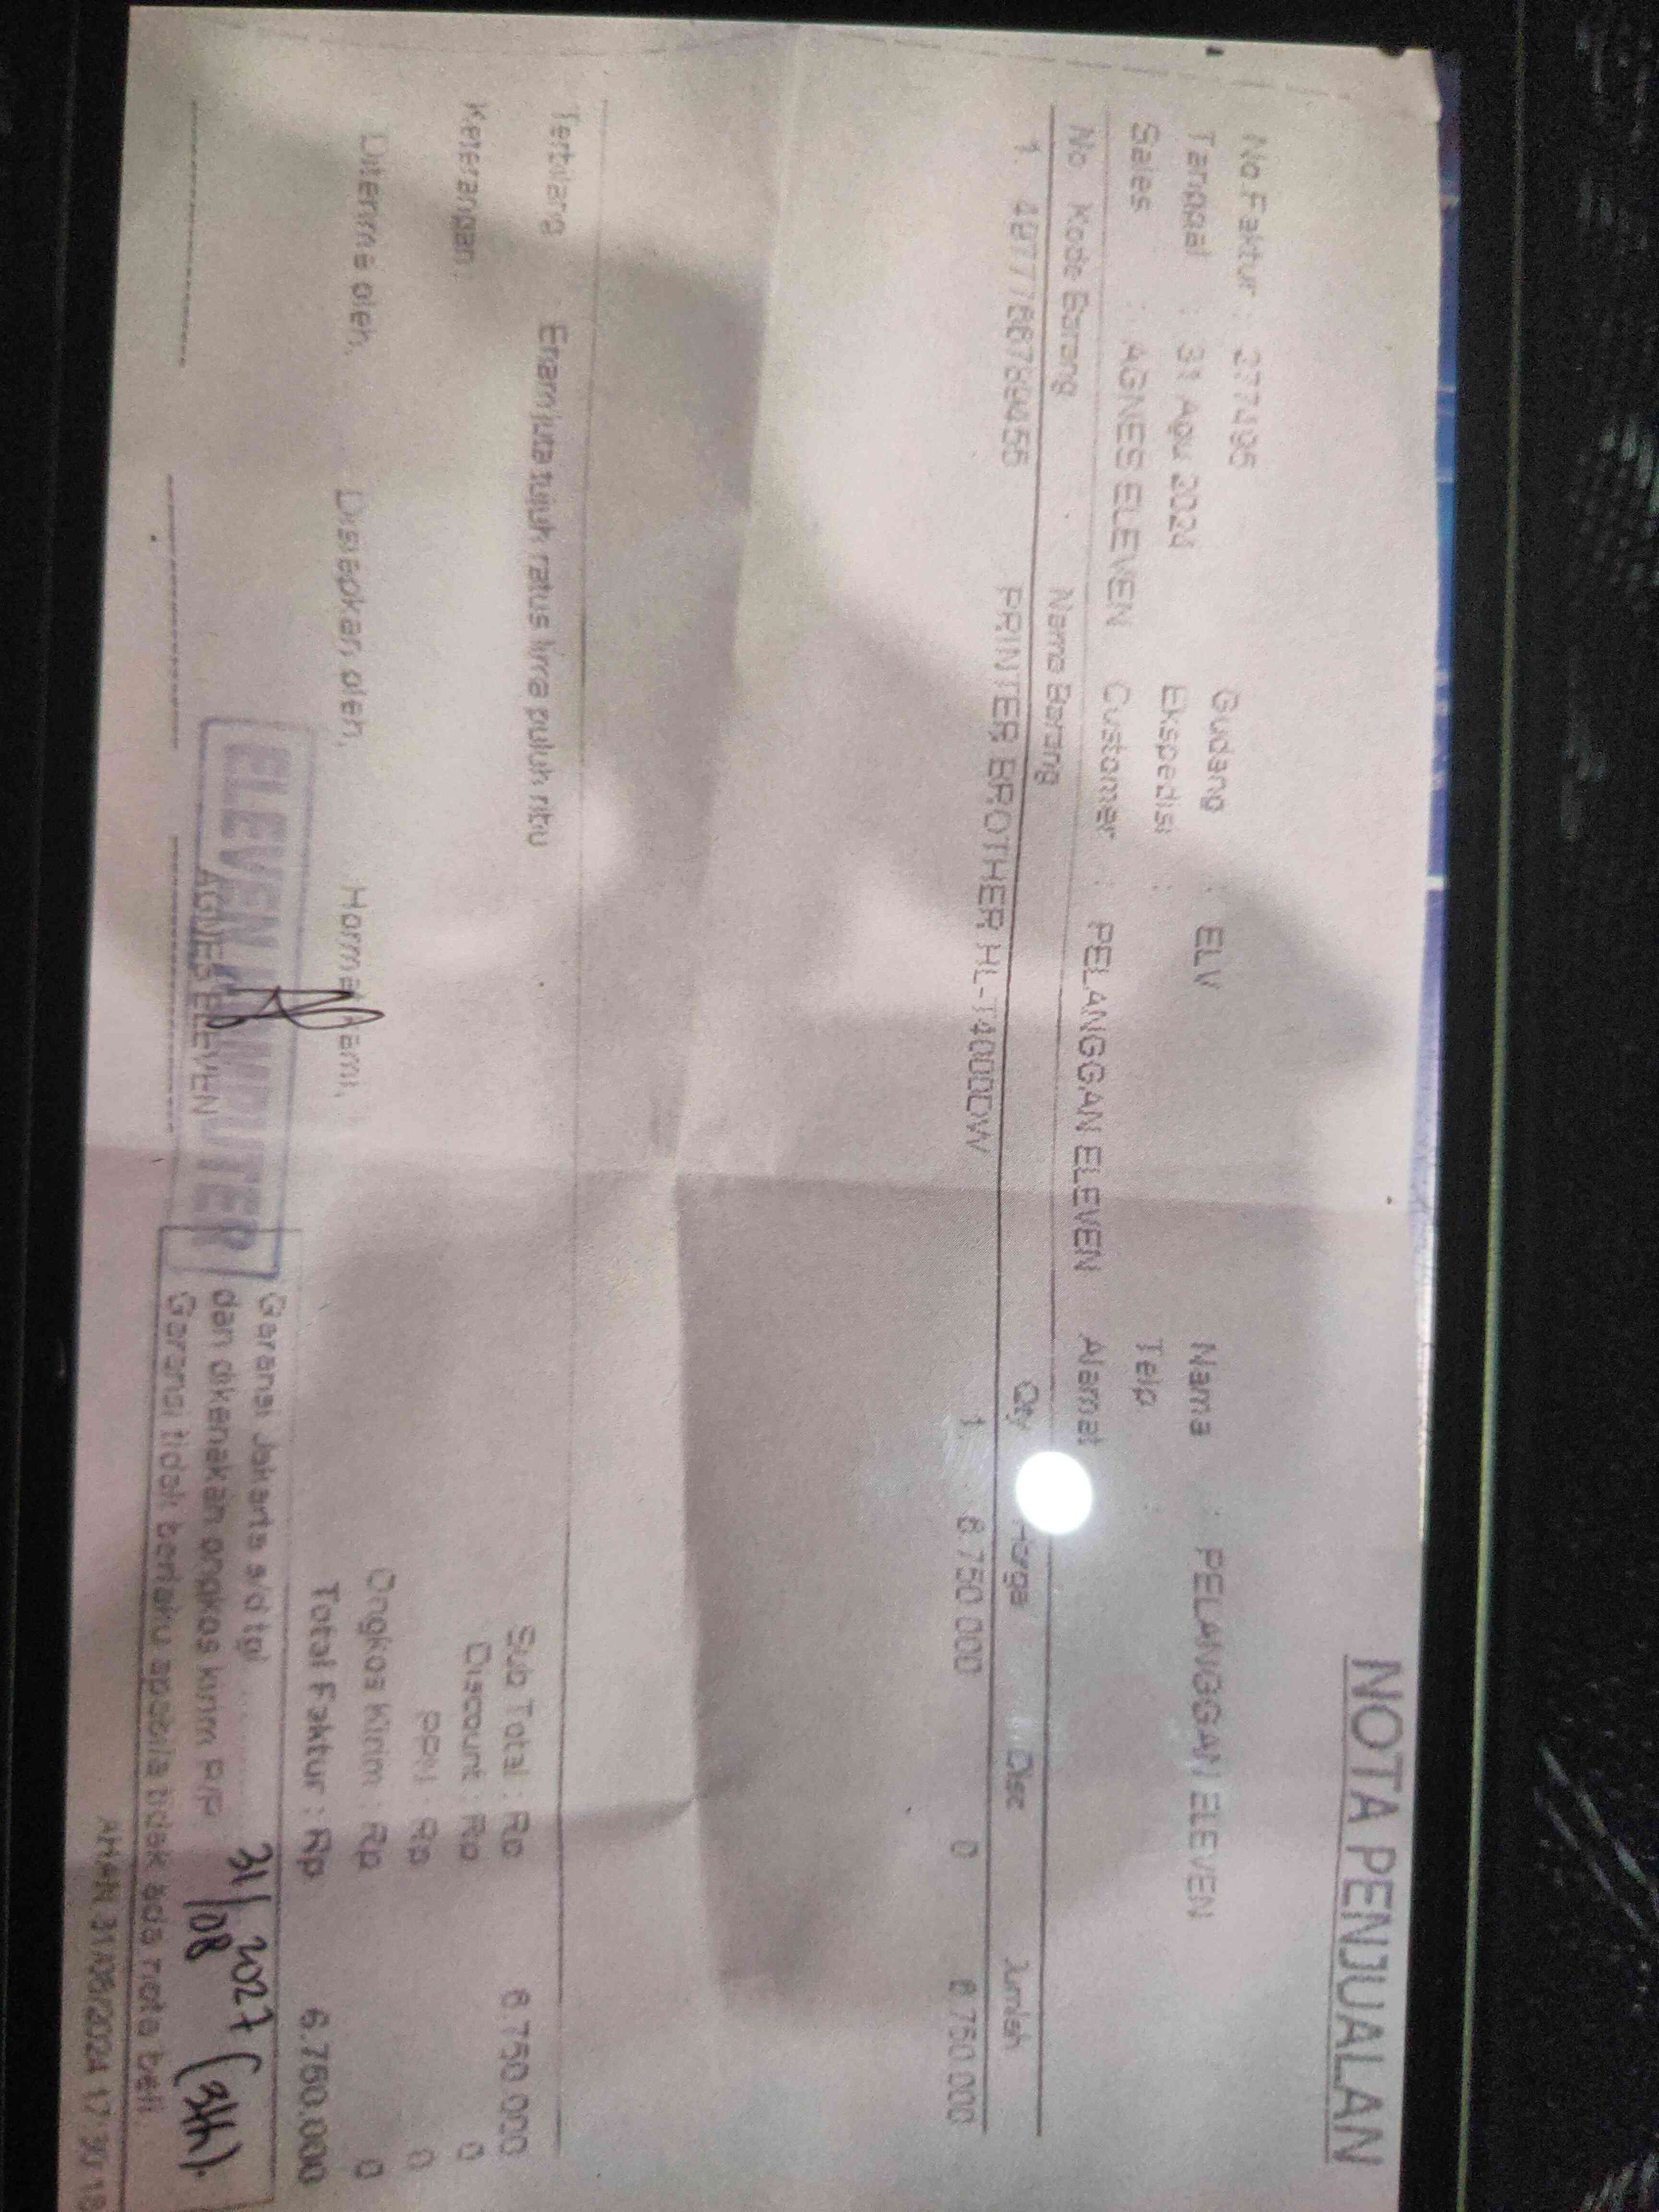 NOTA PENJUALAN
No Faktur : 277495 Gudang : ELV Nama : PELANGGAN ELEVEN
Tanggal : 31 Agu 2024 Ekspedisi : Telp. :
Sales : AGNES ELEVEN Customer : PELANGGAN ELEVEN Alamat
No Kode Barang Nama Barang Qty Harga Disc Jumlah
1. PRINTER BROTHER HL-T4000DW 1 6.750.000 0 6.750.000
Terbilang Enam juta tujuh ratus lima puluh ribu Sub Total : Rp 6.750.000
Keterangan : Discount : Rp 0
PPN : Rp 0
Ongkos Kirim : Rp 0
Diterima oleh, Disiapkan oleh, Hormat Kami, Total Faktur : Rp 6.750.000
ELEVEN KOMPUTER
AGNES ELEVEN
Garansi Jakarta s/d tgl 31/08 2027 (3th).
dan dikenakan ongkos kirim P/P
Garansi tidak berlaku apabila tidak ada nota beli.
31/08/2024 17:30:18